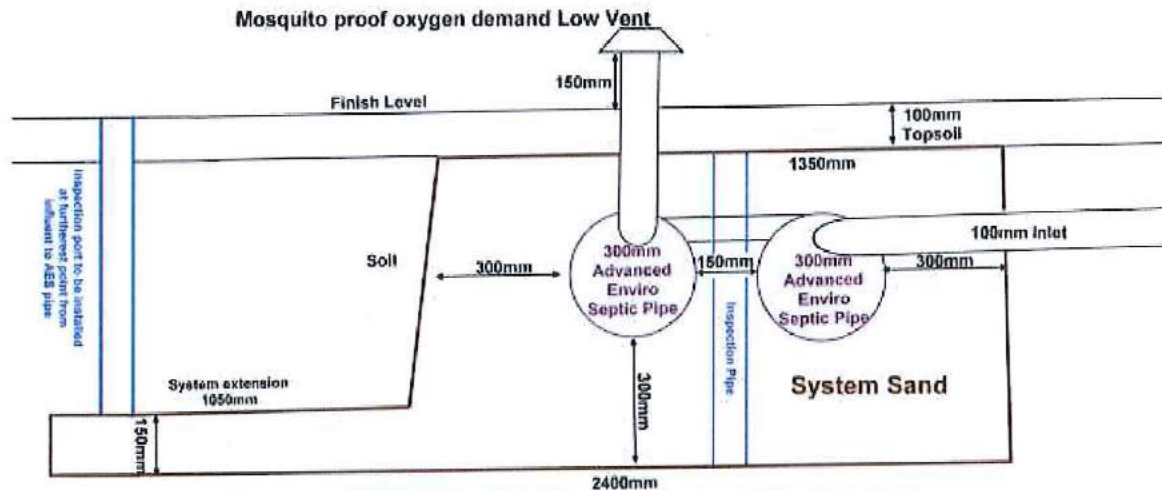 Mosquito proof oxygen demand Low Vent
150mm
Finish Level
100mm
Topsoil
1350mm
Inspection port to be installed
at furtherest point from
influent to AES pipe
Soil
300mm
300mm
Advanced
Enviro
Septic Pipe
150mm
300mm
Advanced
Enviro
Septic Pipe
100mm Inlet
300mm
Inspection Pipe
300mm
System Sand
System extension
1050mm
150mm
2400mm